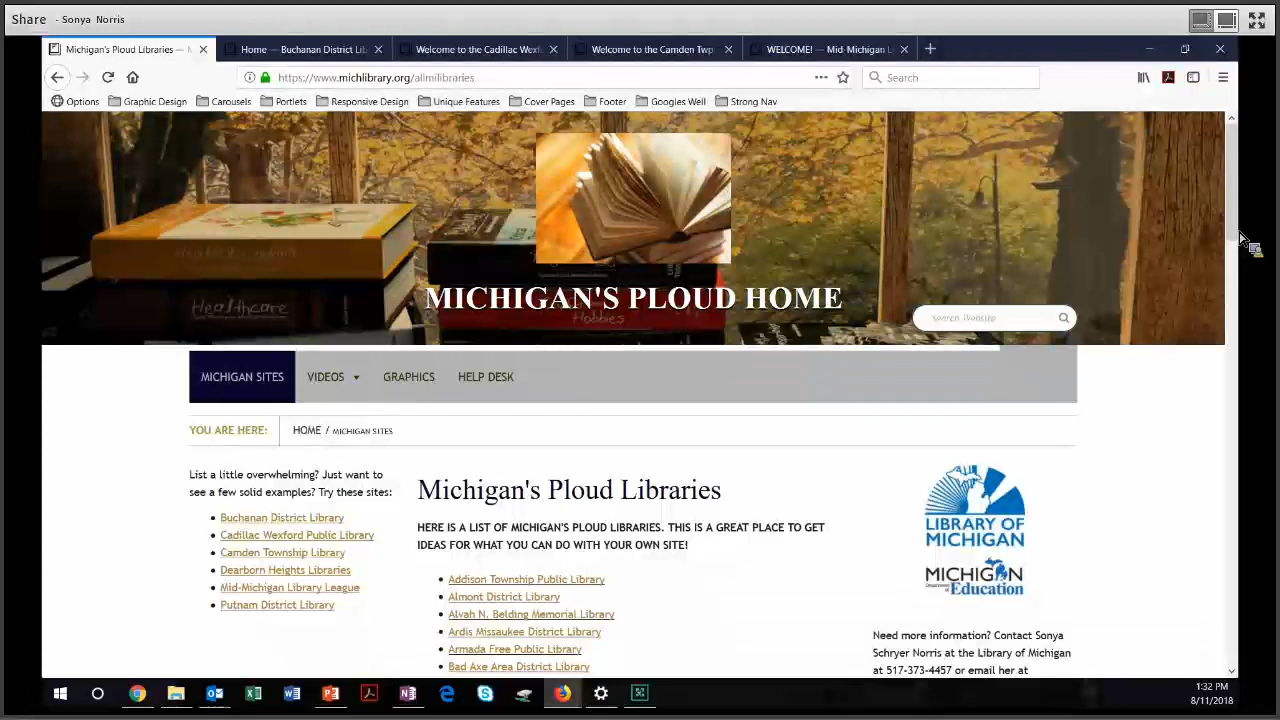 Share - Sonya Norris
Michigan's Ploud Libraries —
Home — Buchanan District Lib
Welcome to the Cadillac Wexf
Welcome to the Camden Twp
WELCOME! — Mid-Michigan L
https://www.michlibrary.org/allmilibraries
Search...
Options
Graphic Design
Carousels
Portlets
Responsive Design
Unique Features
Cover Pages
Footer
Googles Well
Strong Nav
Healthcare
Hobbies
MICHIGAN'S PLOUD HOME
Search Website
MICHIGAN SITES
VIDEOS
GRAPHICS
HELP DESK
YOU ARE HERE:
HOME / MICHIGAN SITES
List a little overwhelming? Just want to
see a few solid examples? Try these sites:
Buchanan District Library
Cadillac Wexford Public Library
Camden Township Library
Dearborn Heights Libraries
Mid-Michigan Library League
Putnam District Library
Michigan's Ploud Libraries
HERE IS A LIST OF MICHIGAN'S PLOUD LIBRARIES. THIS IS A GREAT PLACE TO GET
IDEAS FOR WHAT YOU CAN DO WITH YOUR OWN SITE!
Addison Township Public Library
Almont District Library
Alvah N. Belding Memorial Library
Ardis Missaukee District Library
Armada Free Public Library
Bad Axe Area District Library
LIBRARY OF
MICHIGAN
MICHIGAN
Department of Education
Need more information? Contact Sonya
Schryer Norris at the Library of Michigan
at 517-373-4457 or email her at
1:32 PM
8/11/2018